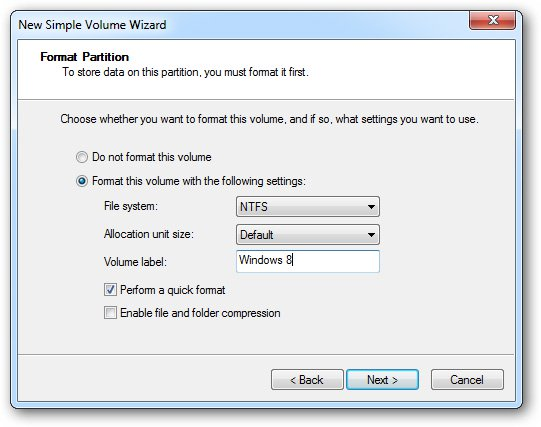 New Simple Volume Wizard
Format Partition
To store data on this partition, you must format it first.
Choose whether you want to format this volume, and if so, what settings you want to use.
Do not format this volume
Format this volume with the following settings:
File system: NTFS
Allocation unit size: Default
Volume label: Windows 8
Perform a quick format
Enable file and folder compression
< Back Next > Cancel